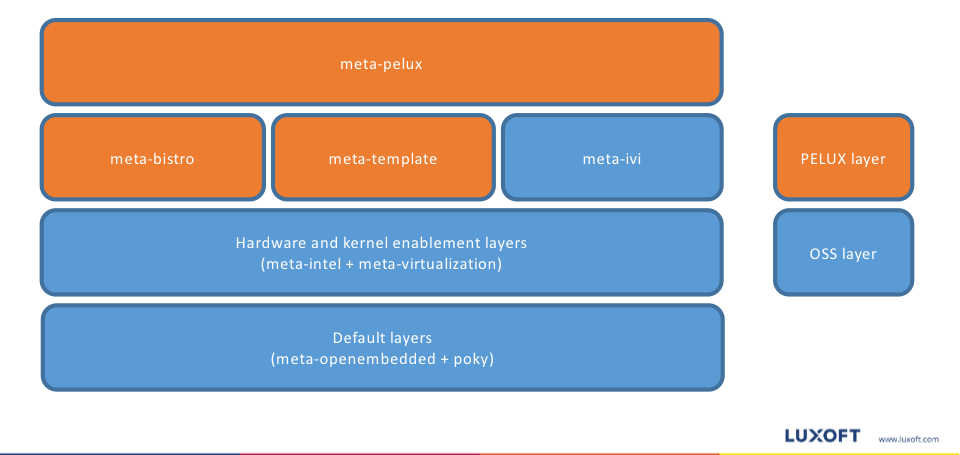 meta-pelux
meta-bistro
meta-template
meta-ivi
PELUX layer
Hardware and kernel enablement layers
(meta-intel + meta-virtualization)
OSS layer
Default layers
(meta-openembedded + poky)
LUXOFT
www.luxoft.com